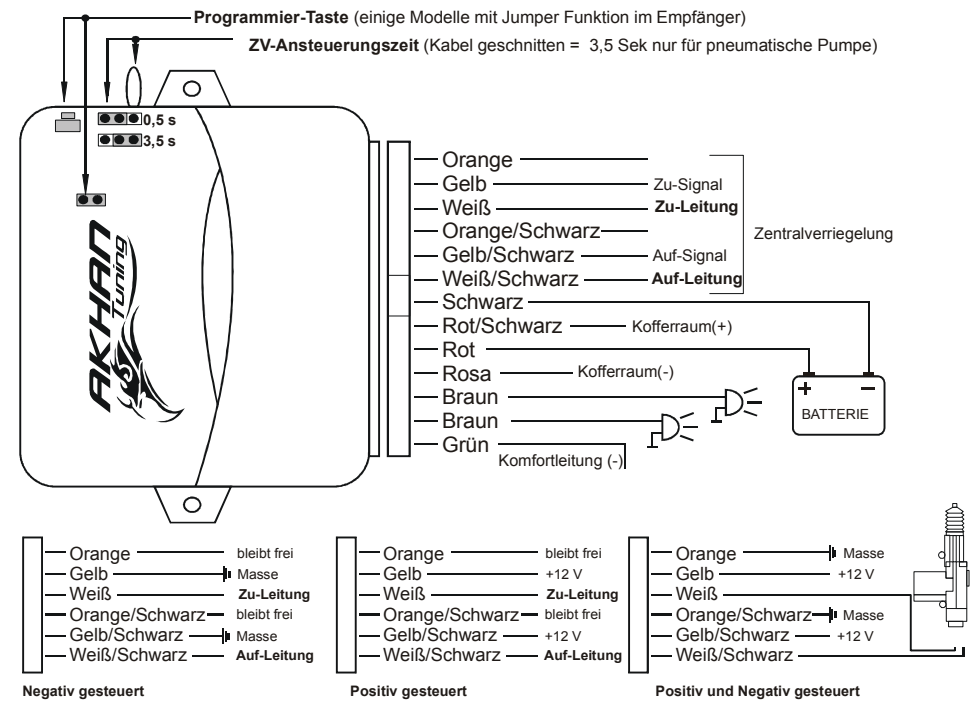 Programmier-Taste (einige Modelle mit Jumper Funktion im Empfänger)
ZV-Ansteuerungszeit (Kabel geschnitten = 3,5 Sek nur für pneumatische Pumpe)
0,5 s
3,5 s
AKHAN
Tuning
Orange
Gelb Zu-Signal
Weiß Zu-Leitung
Orange/Schwarz
Gelb/Schwarz Auf-Signal
Weiß/Schwarz Auf-Leitung
Zentralverriegelung
Schwarz
Rot/Schwarz Kofferraum(+)
Rot
Rosa Kofferraum(-)
Braun
Braun
Grün
Komfortleitung (-)
+ −
BATTERIE
Orange bleibt frei
Gelb Masse
Weiß Zu-Leitung
Orange/Schwarz bleibt frei
Gelb/Schwarz Masse
Weiß/Schwarz Auf-Leitung
Negativ gesteuert
Orange bleibt frei
Gelb +12 V
Weiß Zu-Leitung
Orange/Schwarz bleibt frei
Gelb/Schwarz +12 V
Weiß/Schwarz Auf-Leitung
Positiv gesteuert
Orange Masse
Gelb +12 V
Weiß
Orange/Schwarz Masse
Gelb/Schwarz +12 V
Weiß/Schwarz
Positiv und Negativ gesteuert